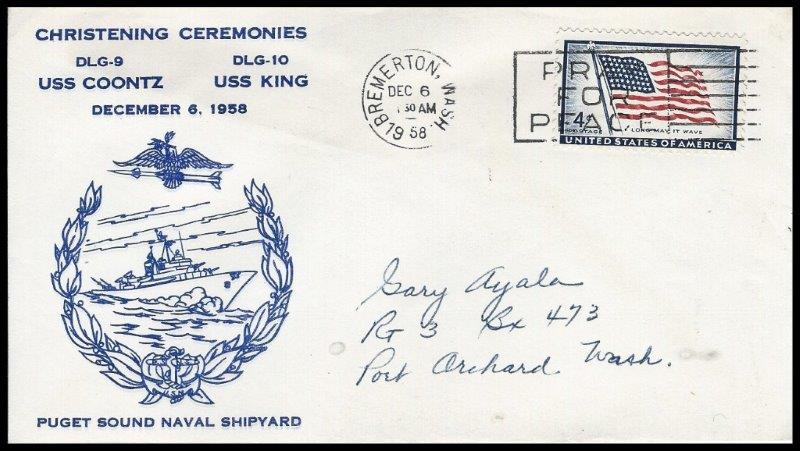 CHRISTENING CEREMONIES
DLG-9 DLG-10
USS COONTZ USS KING
DECEMBER 6, 1958
PUGET SOUND NAVAL SHIPYARD
BREMERTON, WASH
DEC 6
30 AM
1958
PR
FOR
PEACE
4¢
POSTAGE LONG MAY IT WAVE
UNITED STATES OF AMERICA
Gary Ayala
Rt 3 Bx 473
Port Orchard, Wash.